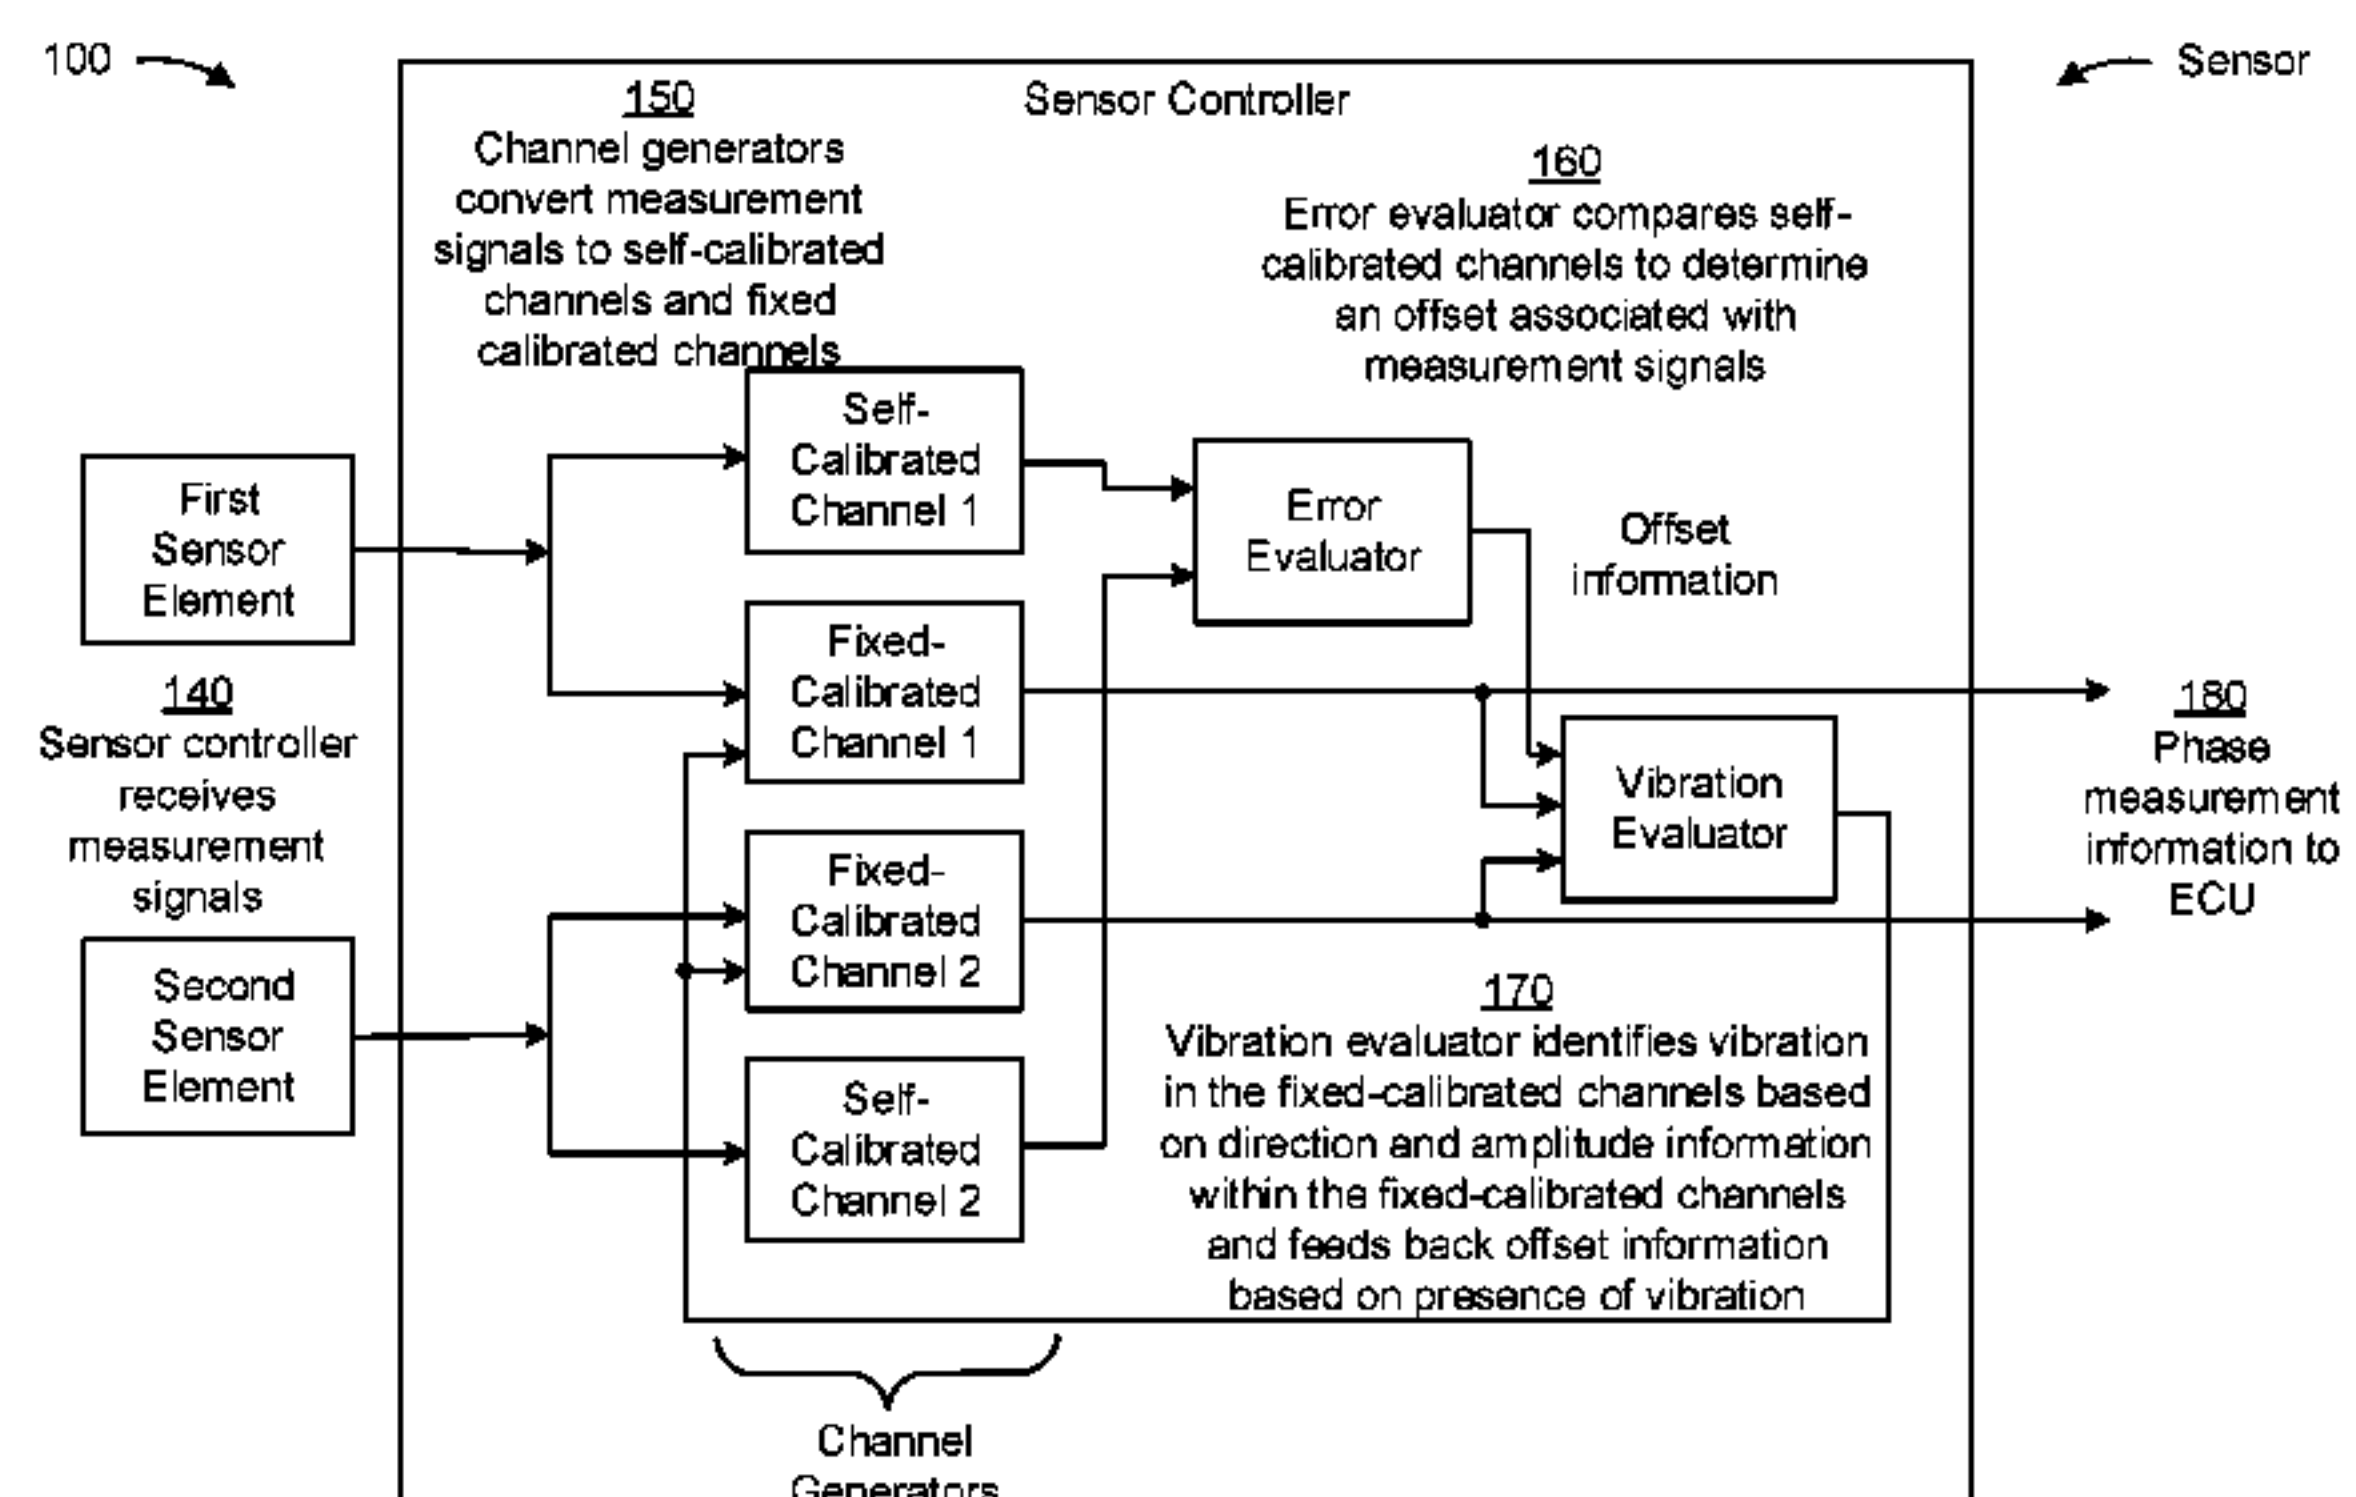 100
Sensor
150
Channel generators
convert measurement
signals to self-calibrated
channels and fixed
calibrated channels
Sensor Controller
160
Error evaluator compares self-
calibrated channels to determine
an offset associated with
measurement signals
First
Sensor
Element
Self-
Calibrated
Channel 1
Error
Evaluator
Offset
information
Fixed-
Calibrated
Channel 1
140
Sensor controller
receives
measurement
signals
Vibration
Evaluator
180
Phase
measurement
information to
ECU
Fixed-
Calibrated
Channel 2
Second
Sensor
Element
170
Vibration evaluator identifies vibration
in the fixed-calibrated channels based
on direction and amplitude information
within the fixed-calibrated channels
and feeds back offset information
based on presence of vibration
Self-
Calibrated
Channel 2
Channel
Generators